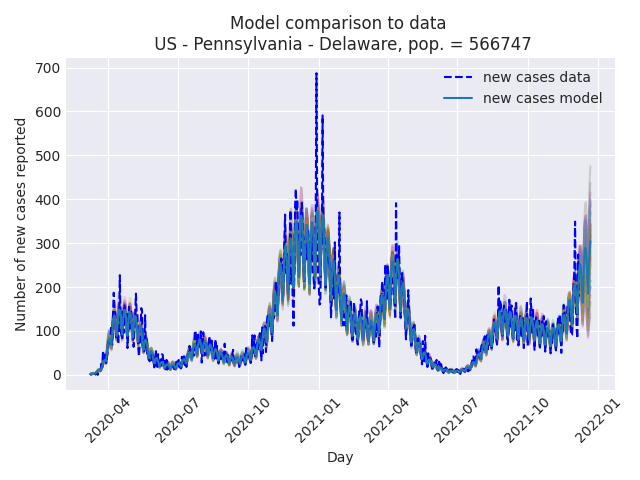 Model comparison to data
US - Pennsylvania - Delaware, pop. = 566747
new cases data
new cases model
Number of new cases reported
700
600
500
400
300
200
100
0
2020-04
2020-07
2020-10
2021-01
2021-04
2021-07
2021-10
2022-01
Day